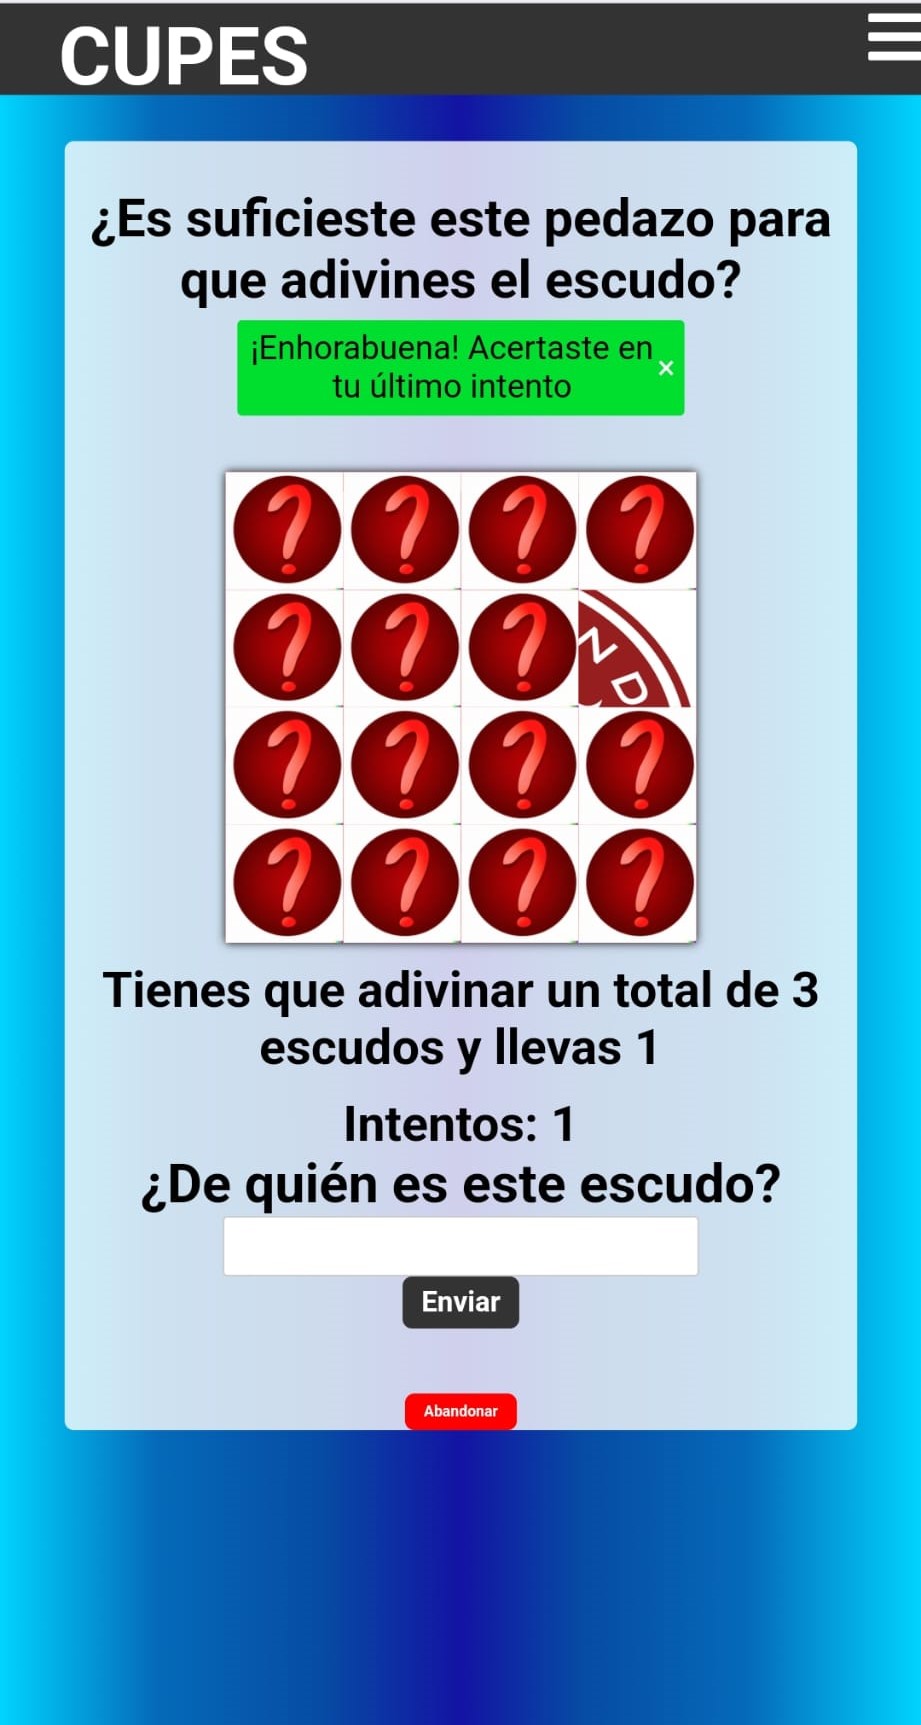 CUPES
¿Es suficieste este pedazo para
que adivines el escudo?
¡Enhorabuena! Acertaste en
tu último intento
×
? ? ? ?
? ? ? N D
? ? ? ?
? ? ? ?
Tienes que adivinar un total de 3
escudos y llevas 1
Intentos: 1
¿De quién es este escudo?
Enviar
Abandonar